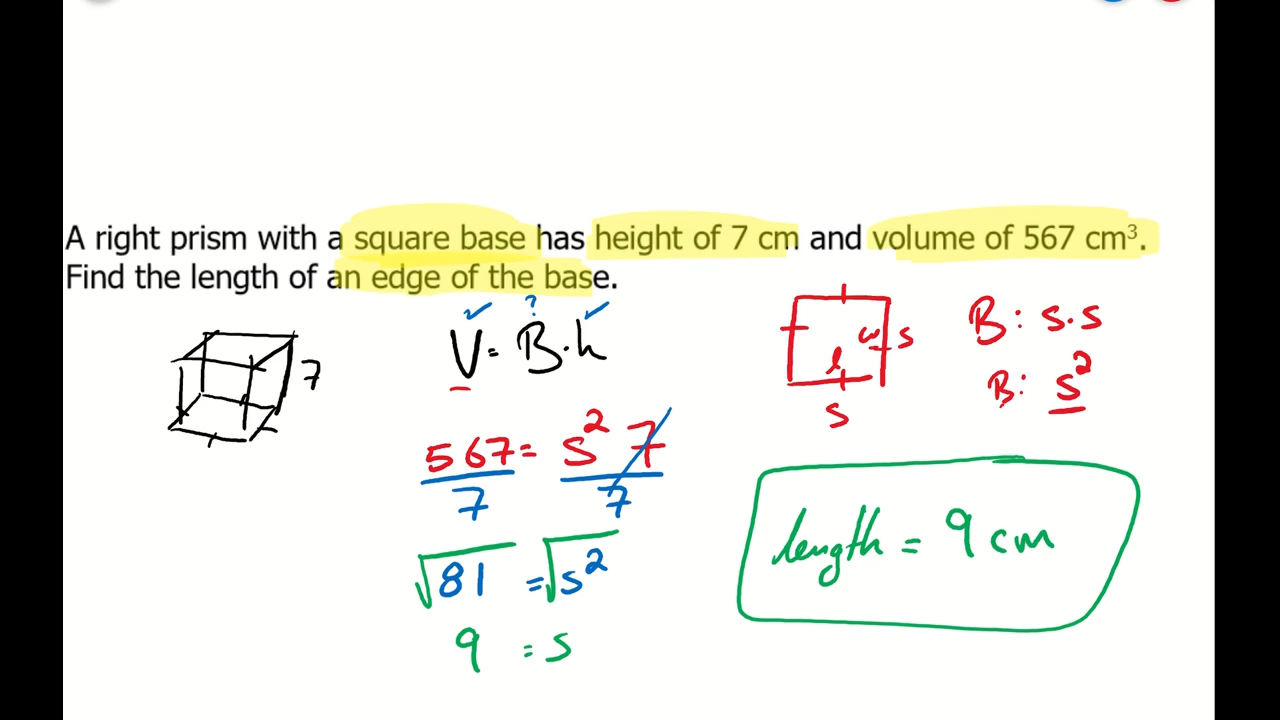 A right prism with a square base has height of 7 cm and volume of 567 cm³.
Find the length of an edge of the base.
7
✓ ? ✓
V = B · h
567 = s² 7
7 7
√81 = √s²
9 = s
w s
l
s
B: s · s
B: s²
length = 9 cm